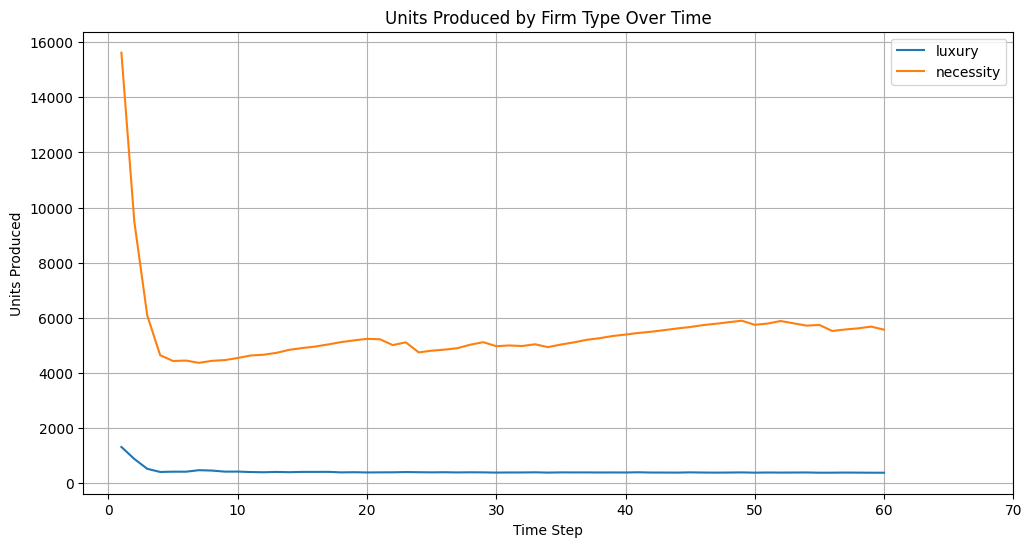 Units Produced by Firm Type Over Time
luxury
necessity
16000
14000
12000
10000
8000
6000
4000
2000
0
Units Produced
0 10 20 30 40 50 60 70
Time Step